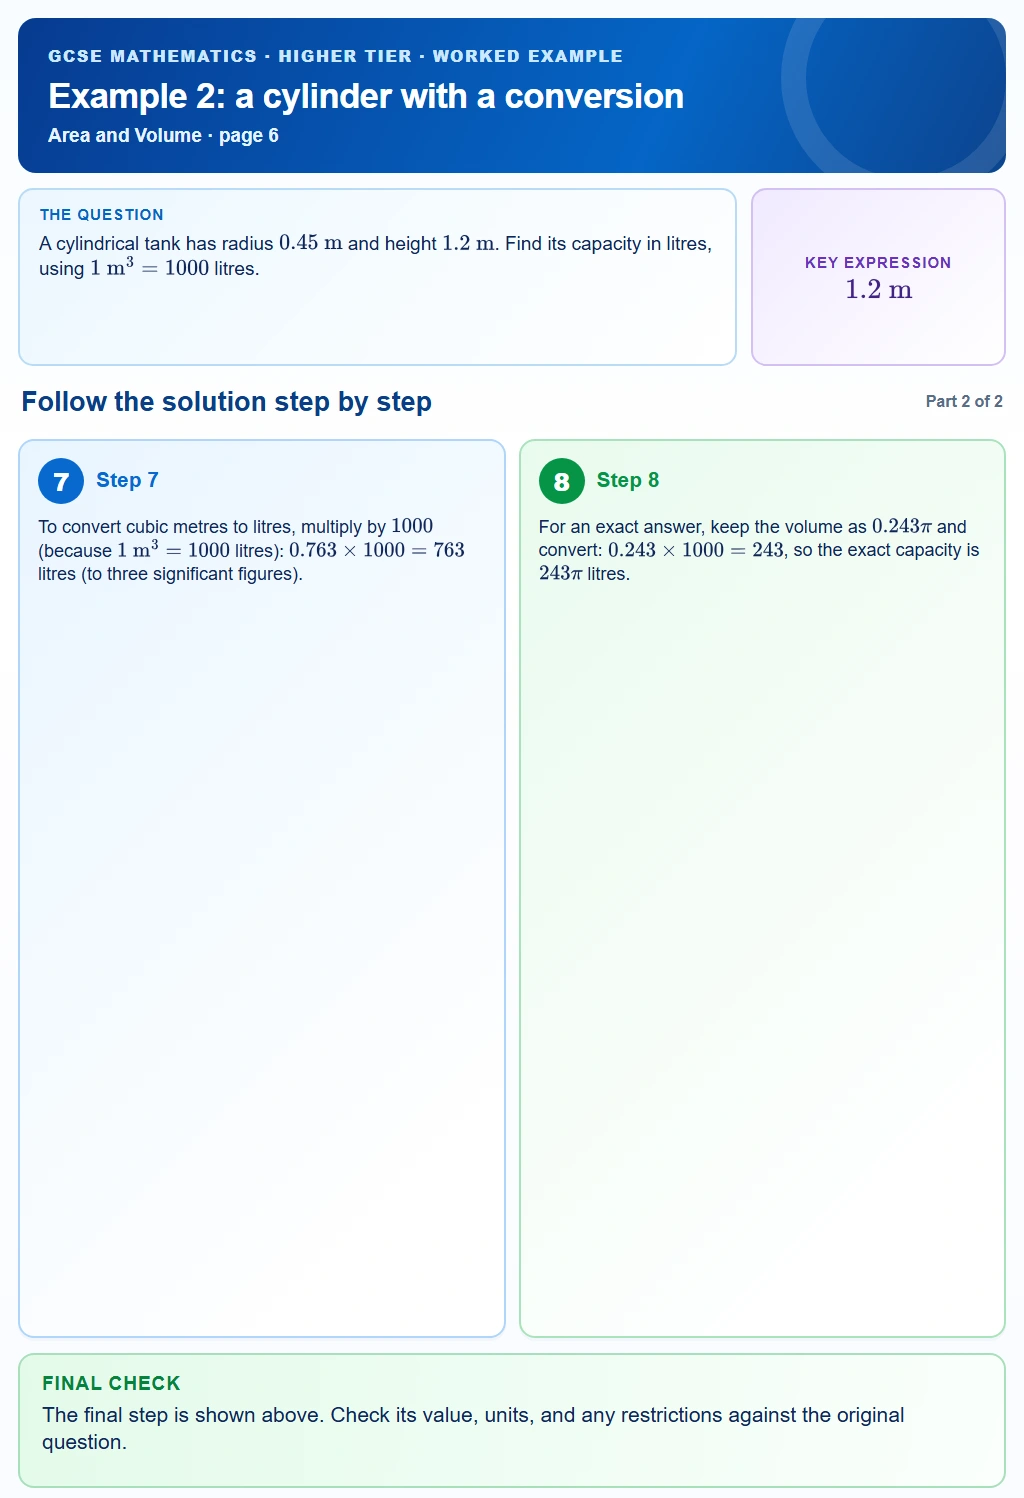 GCSE MATHEMATICS · HIGHER TIER · WORKED EXAMPLE
Example 2: a cylinder with a conversion
Area and Volume · page 6
THE QUESTION
A cylindrical tank has radius 0.45 m and height 1.2 m. Find its capacity in litres,
using 1 m³ = 1000 litres.
KEY EXPRESSION
1.2 m
Follow the solution step by step
Part 2 of 2
7 Step 7
To convert cubic metres to litres, multiply by 1000
(because 1 m³ = 1000 litres): 0.763 × 1000 = 763
litres (to three significant figures).
8 Step 8
For an exact answer, keep the volume as 0.243π and
convert: 0.243 × 1000 = 243, so the exact capacity is
243π litres.
FINAL CHECK
The final step is shown above. Check its value, units, and any restrictions against the original
question.